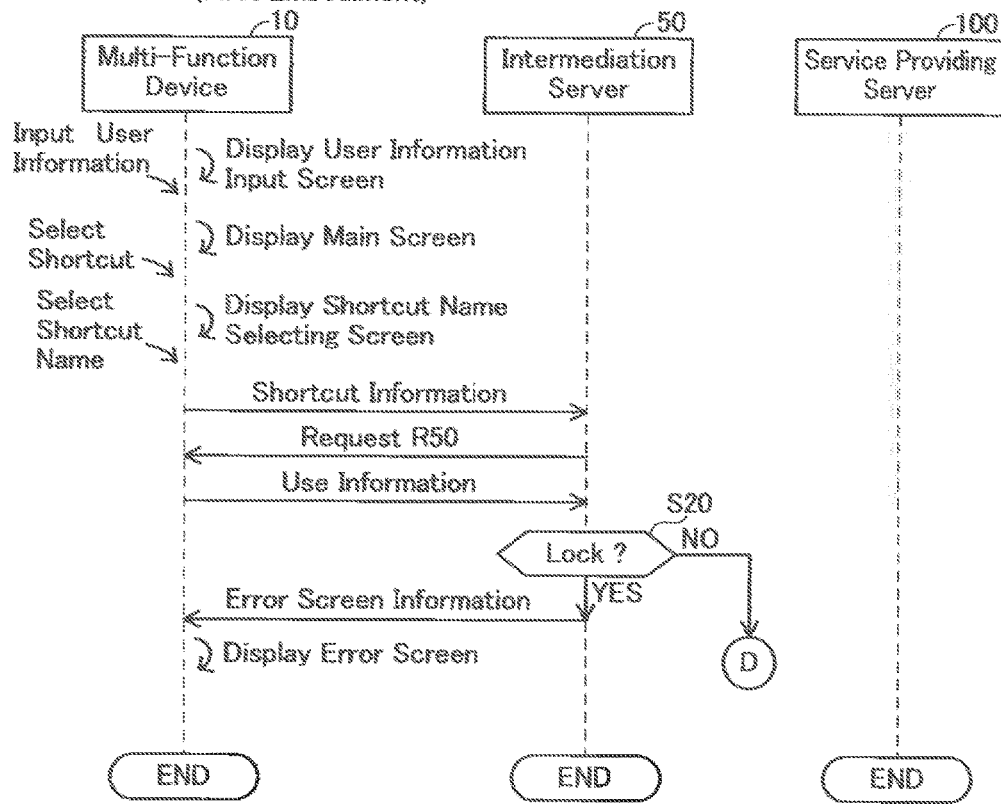 10
50
100
Multi-Function
Device
Intermediation
Server
Service Providing
Server
Input User
Information
Display User Information
Input Screen
Select
Shortcut
Display Main Screen
Select
Shortcut
Name
Display Shortcut Name
Selecting Screen
Shortcut Information
Request R50
Use Information
S20
Lock ?
NO
YES
Error Screen Information
Display Error Screen
D
END
END
END